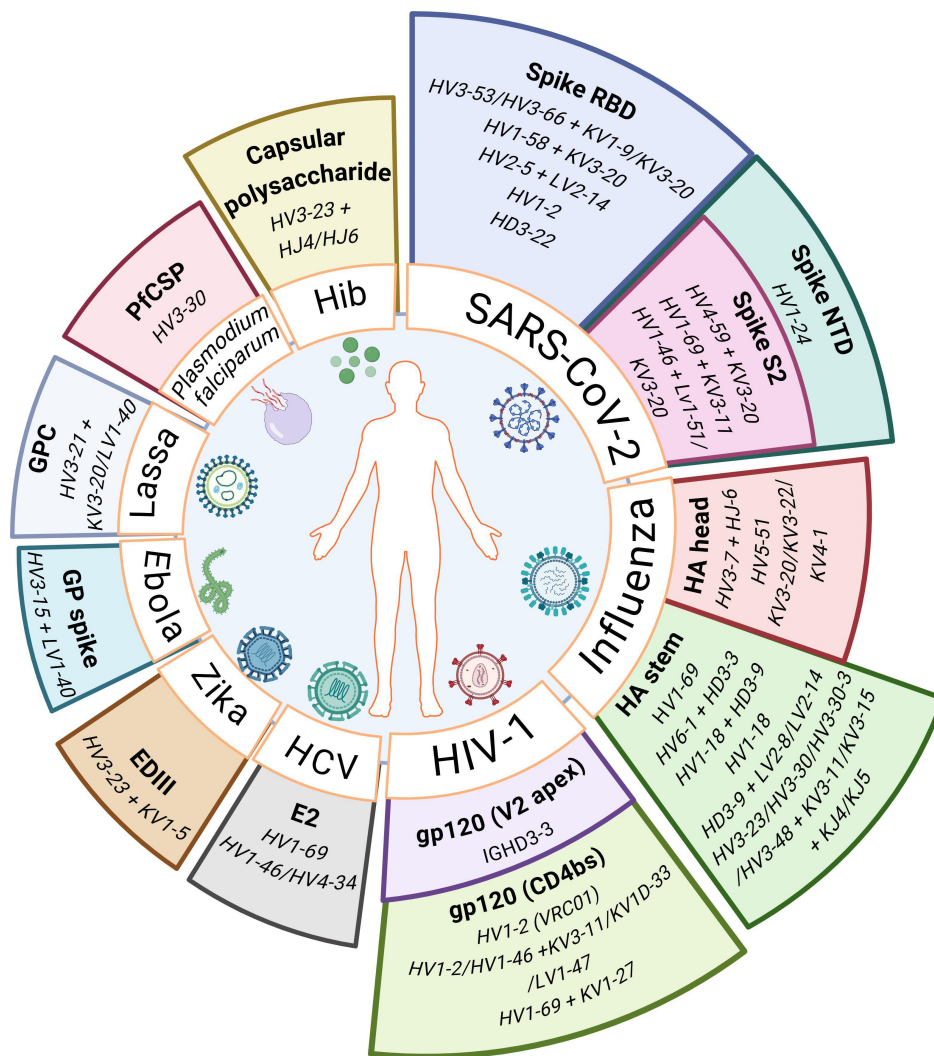 Spike RBD
HV3-53/HV3-66 + KV1-9/KV3-20
HV1-58 + KV3-20
HV2-5 + LV2-14
HV1-2
HD3-22
Spike NTD
HV1-24
Spike S2
HV4-59 + KV3-20
HV1-69 + KV3-11
HV1-46 + Lv1-51/
KV3-20
SARS-CoV-2
HA head
HV3-7 + HJ-6
HV5-51
KV3-20/KV3-22/
KV4-1
Influenza
HA stem
HV1-69
HV6-1 + HD3-3
HV1-18 + HD3-9
HV1-18
HD3-9 + LV2-8/LV2-14
HV3-23/HV3-30/HV3-30-3
/HV3-48 + KV3-11/KV3-15
+ KJ4/KJ5
HIV-1
gp120 (V2 apex)
IGHD3-3
gp120 (CD4bs)
HV1-2 (VRC01)
HV1-2/HV1-46 +KV3-11/KV1D-33
/LV1-47
HV1-69 + KV1-27
HCV
E2
HV1-69
HV1-46/HV4-34
Zika
EDIII
HV3-23 + KV1-5
Ebola
GP spike
HV3-15 + LV1-40
Lassa
GPC
HV3-21 +
KV3-20/LV1-40
Plasmodium
falciparum
PfCSP
HV3-30
Hib
Capsular
polysaccharide
HV3-23 +
HJ4/HJ6